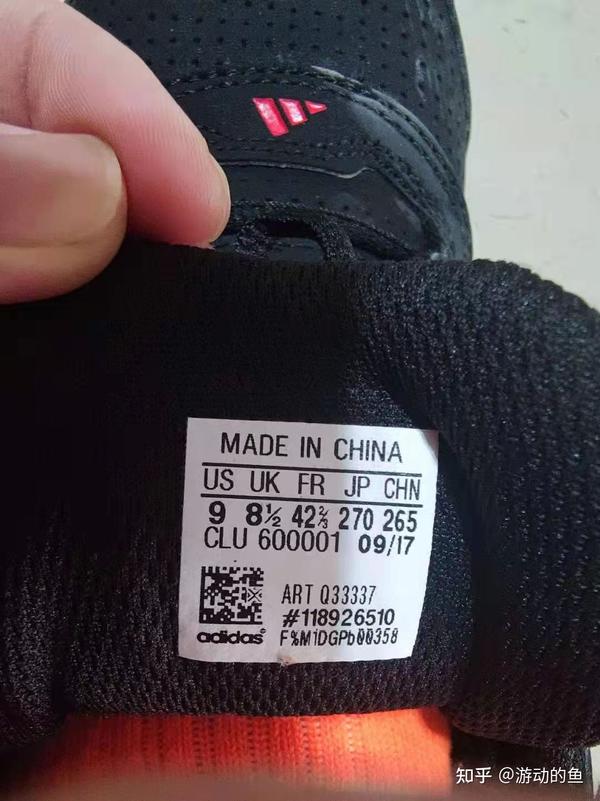 MADE IN CHINA
US UK FR JP CHN
9 8½ 42⅔ 270 265
CLU 600001 09/17
ART Q33337
#118926510
adidas® F%MiDGPb00358
知乎 @游动的鱼